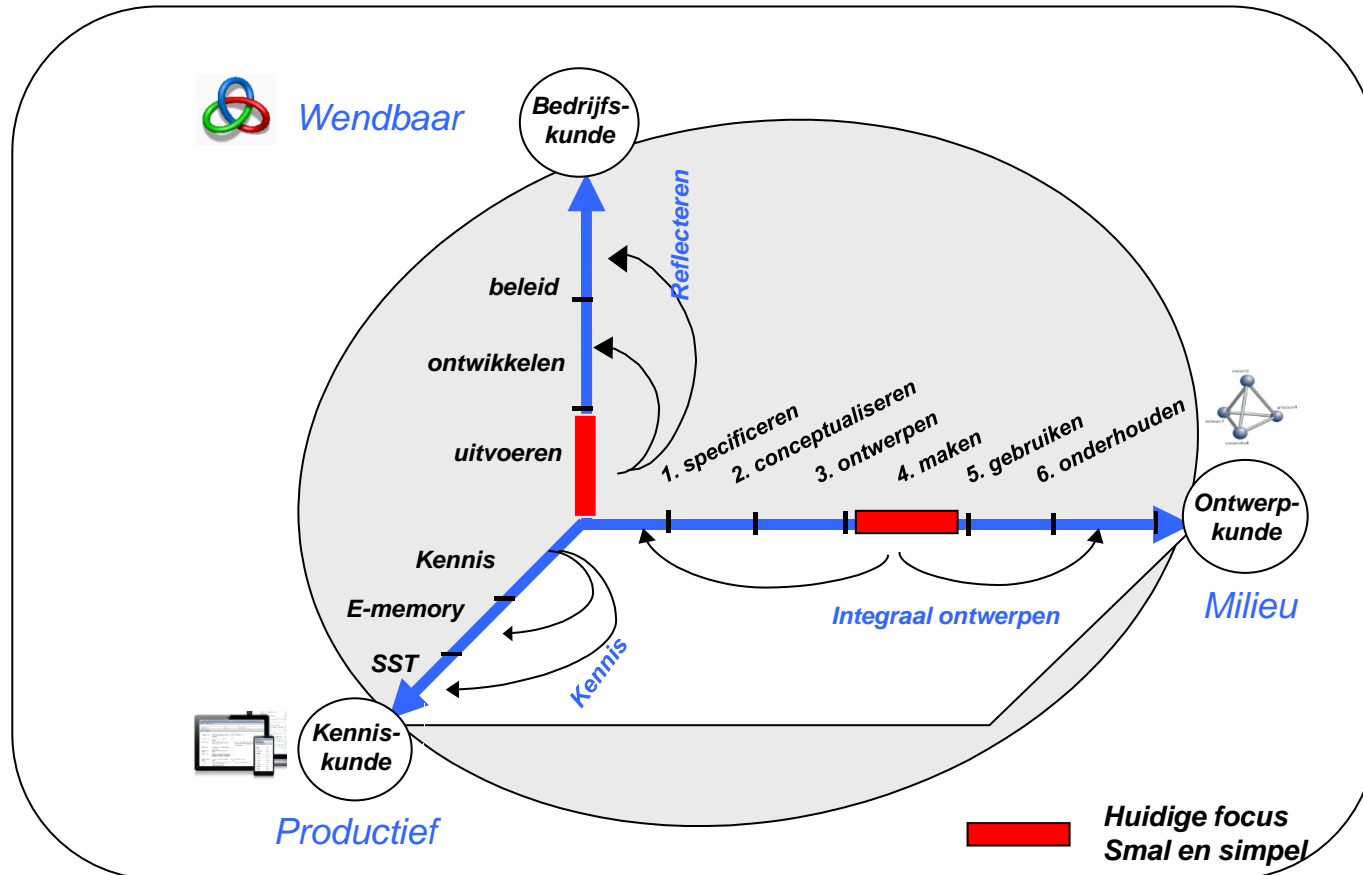 Wendbaar
Bedrijfs-
kunde
Reflecteren
beleid
ontwikkelen
uitvoeren
1. specificeren
2. conceptualiseren
3. ontwerpen
4. maken
5. gebruiken
6. onderhouden
Ontwerp-
kunde
Milieu
Integraal ontwerpen
Kennis
E-memory
SST
Kennis
Kennis-
kunde
Productief
Huidige focus
Smal en simpel